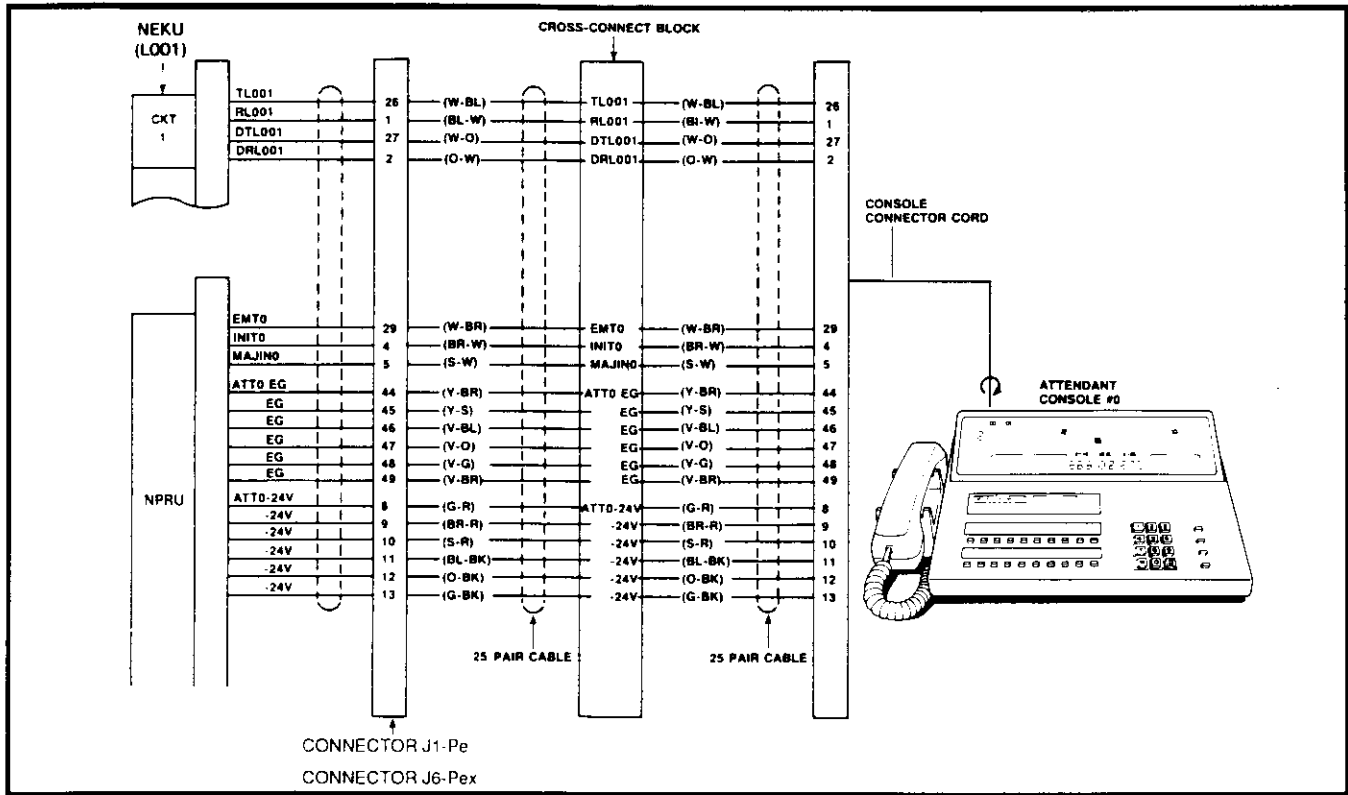 NEKU
(L001)
CROSS-CONNECT BLOCK
CKT
1
TL001 26 (W-BL) TL001 (W-BL) 26
RL001 1 (BL-W) RL001 (BI-W) 1
DTL001 27 (W-O) DTL001 (W-O) 27
DRL001 2 (O-W) DRL001 (O-W) 2
CONSOLE
CONNECTOR CORD
EMT0 29 (W-BR) EMT0 (W-BR) 29
INIT0 4 (BR-W) INIT0 (BR-W) 4
MAJIN0 5 (S-W) MAJIN0 (S-W) 5
ATT0 EG 44 (Y-BR) ATT0 EG (Y-BR) 44
EG 45 (Y-S) EG (Y-S) 45
EG 46 (V-BL) EG (V-BL) 46
EG 47 (V-O) EG (V-O) 47
EG 48 (V-G) EG (V-G) 48
EG 49 (V-BR) EG (V-BR) 49
ATTENDANT
CONSOLE #0
NPRU
ATT0-24V 8 (G-R) ATT0-24V (G-R) 8
-24V 9 (BR-R) -24V (BR-R) 9
-24V 10 (S-R) -24V (S-R) 10
-24V 11 (BL-BK) -24V (BL-BK) 11
-24V 12 (O-BK) -24V (O-BK) 12
-24V 13 (G-BK) -24V (G-BK) 13
25 PAIR CABLE 25 PAIR CABLE
CONNECTOR J1-Pe
CONNECTOR J6-Pex